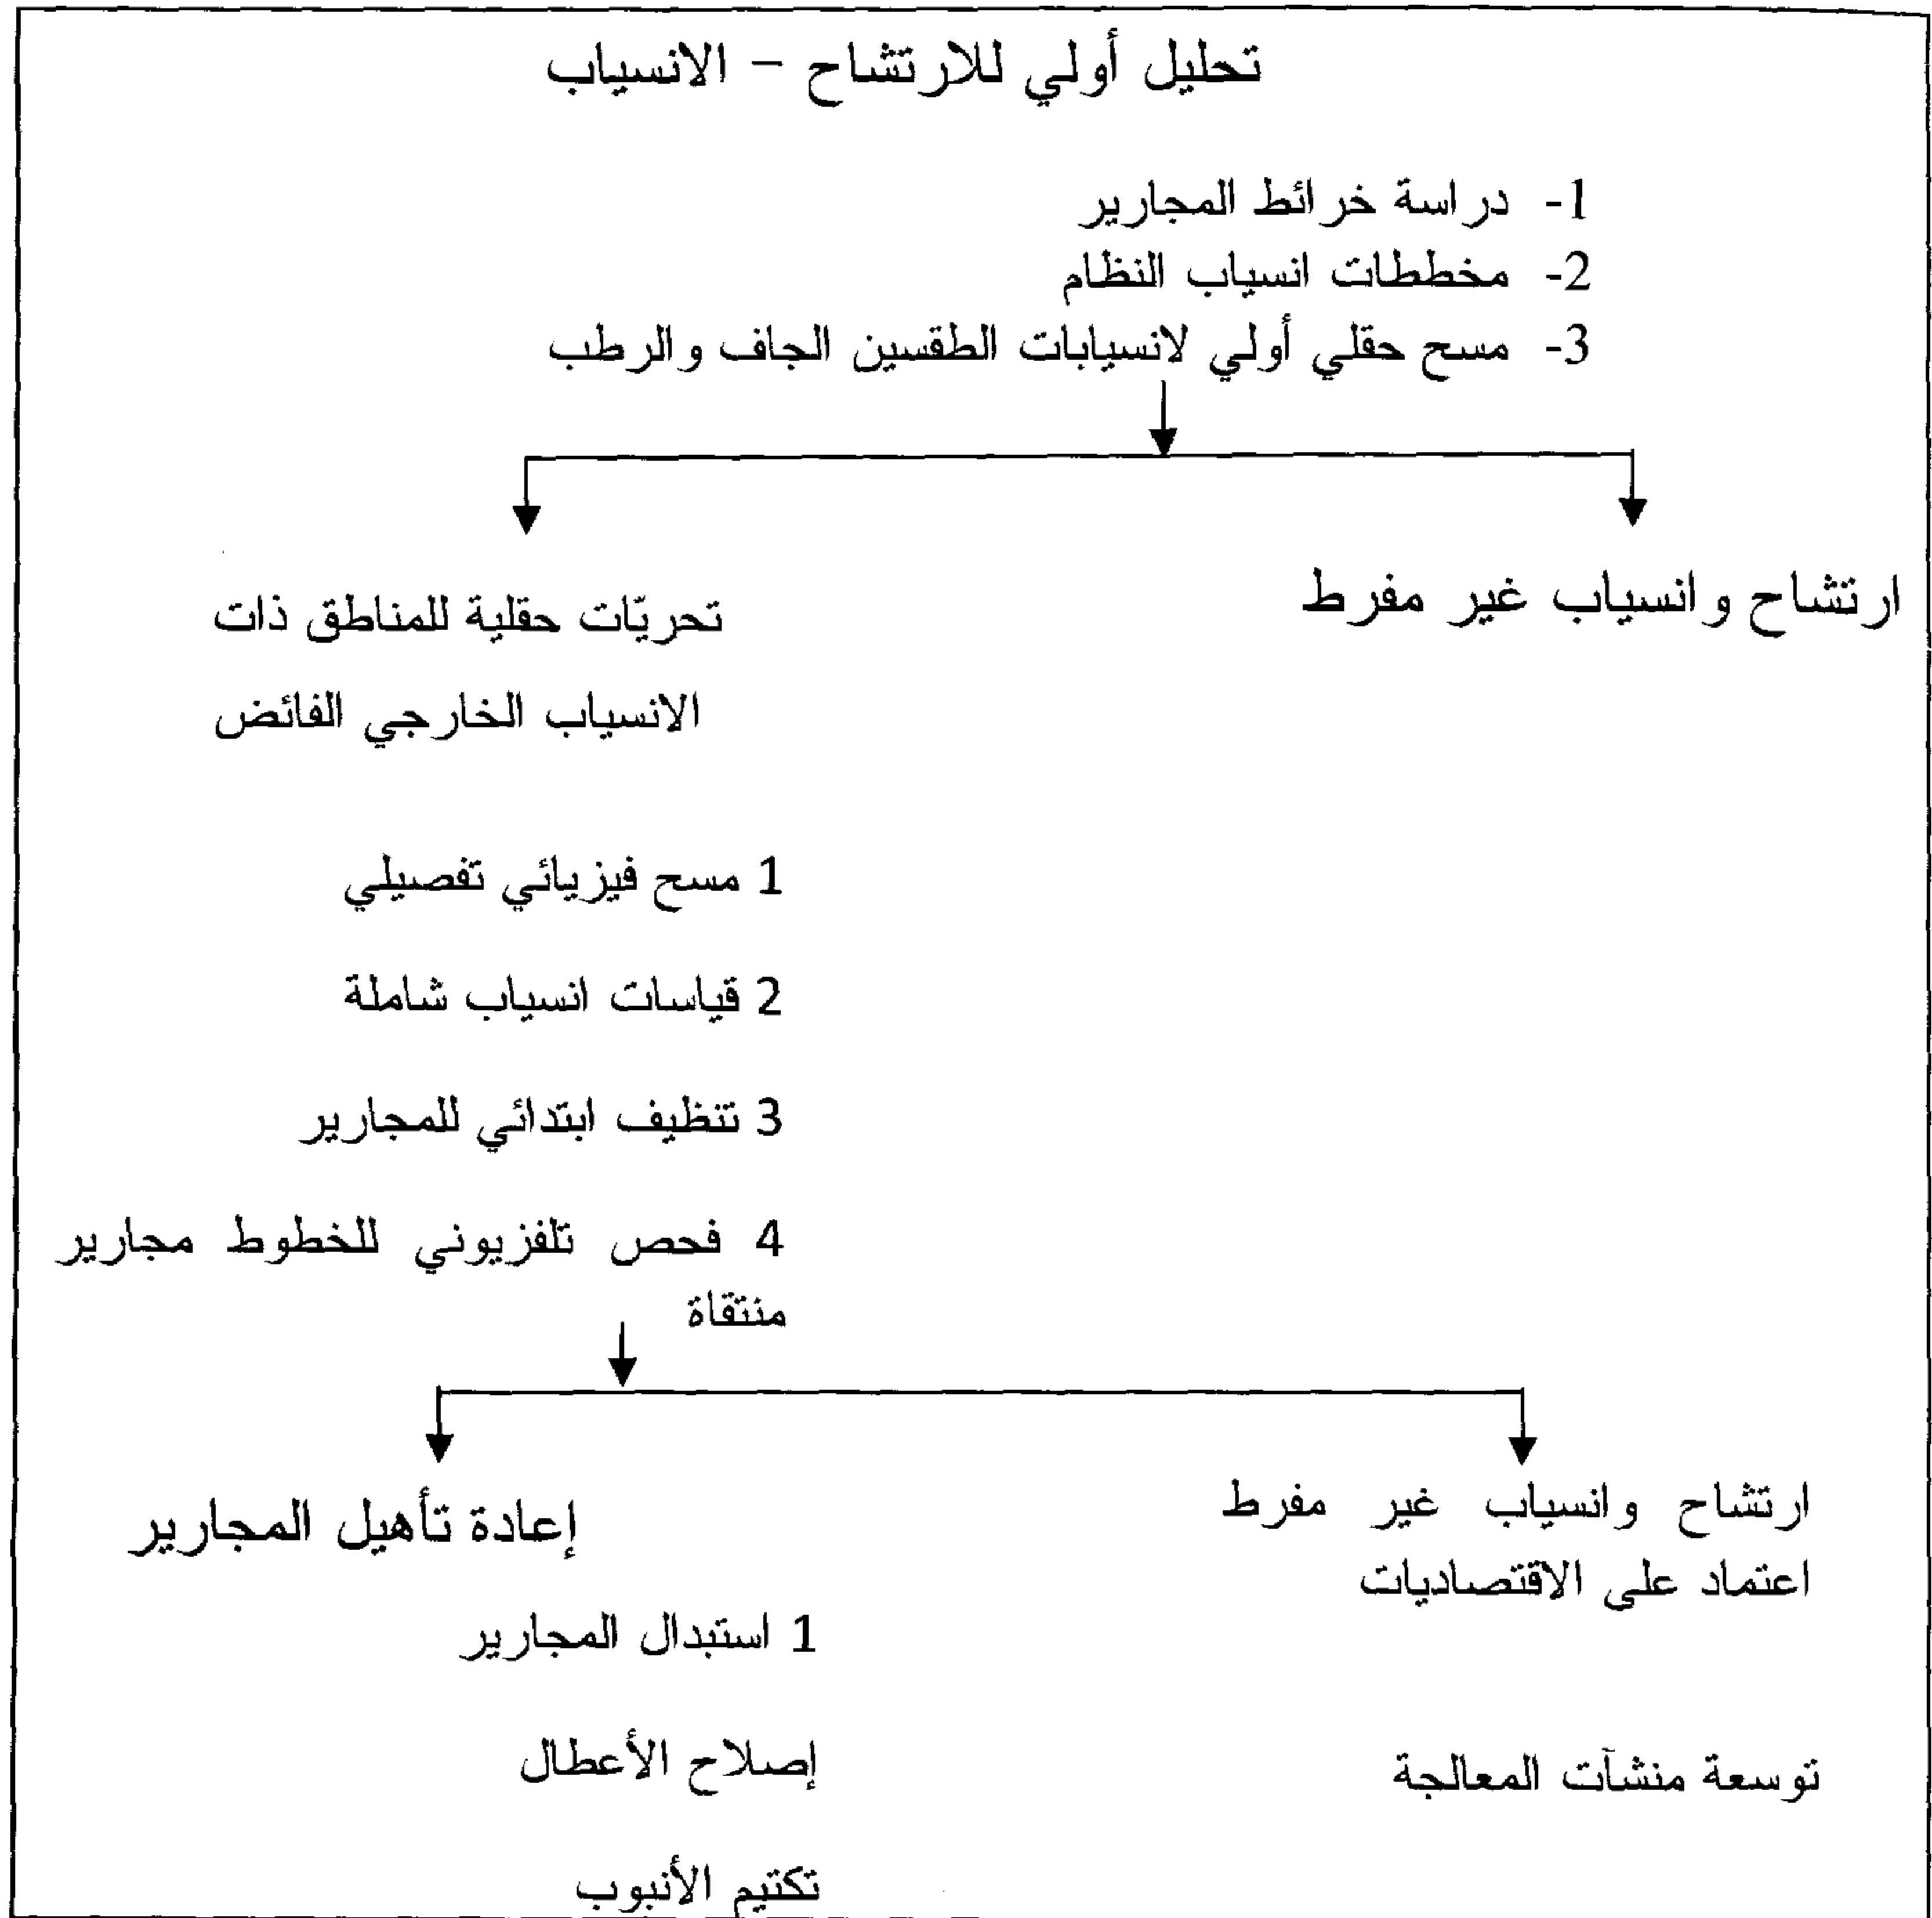 تحليل أولي للارتشاح – الانسياب
1- دراسة خرائط المجارير
2- مخططات انسياب النظام
3- مسح حقلي أولي لانسيابات الطقسين الجاف والرطب
ارتشاح وانسياب غير مفرط
تحريّات حقلية للمناطق ذات
الانسياب الخارجي الفائض
1 مسح فيزيائي تفصيلي
2 قياسات انسياب شاملة
3 تنظيف ابتدائي للمجارير
4 فحص تلفزيوني للخطوط مجارير
منتقاة
ارتشاح وانسياب غير مفرط
اعتماد على الاقتصاديات
توسعة منشآت المعالجة
إعادة تأهيل المجارير
1 استبدال المجارير
إصلاح الأعطال
تكتيم الأنبوب